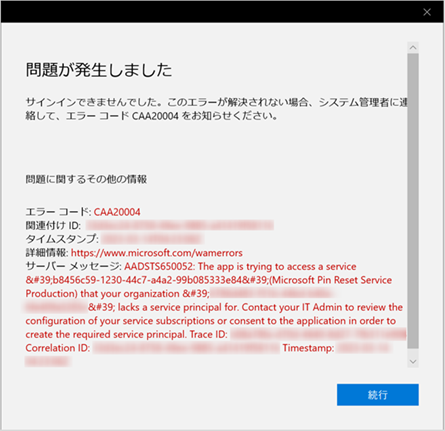 問題が発生しました
サインインできませんでした。このエラーが解決されない場合、システム管理者に連
絡して、エラー コード CAA20004 をお知らせください。
問題に関するその他の情報
エラー コード: CAA20004
関連付け ID:
タイムスタンプ:
詳細情報: https://www.microsoft.com/wamerrors
サーバー メッセージ: AADSTS650052: The app is trying to access a service
&#39;b8456c59-1230-44c7-a4a2-99b085333e84&#39;(Microsoft Pin Reset Service
Production) that your organization &#39;
&#39; lacks a service principal for. Contact your IT Admin to review the
configuration of your service subscriptions or consent to the application in order to
create the required service principal. Trace ID:
Correlation ID: Timestamp:
続行